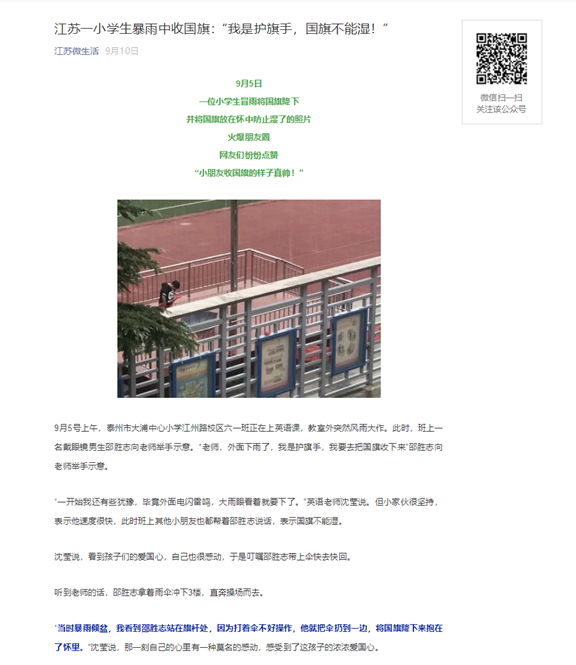 江苏一小学生暴雨中收国旗：“我是护旗手，国旗不能湿！”
江苏微生活 9月10日
微信扫一扫
关注该公众号
9月5日
一位小学生冒雨将国旗降下
并将国旗放在怀中防止湿了的照片
火爆朋友圈
网友们纷纷点赞
“小朋友收国旗的样子真帅！”
9月5号上午，泰州市大浦中心小学江州路校区六一班正在上英语课，教室外突然风雨大作。此时，班上一
名戴眼镜男生邵胜志向老师举手示意。“老师，外面下雨了，我是护旗手，我要去把国旗收下来”邵胜志向
老师举手示意。
“一开始我还有些犹豫，毕竟外面电闪雷鸣，大雨眼看着就要下了。”英语老师沈莹说。但小家伙很坚持，
表示他速度很快，此时班上其他小朋友也都帮着邵胜志说话，表示国旗不能湿。
沈莹说，看到孩子们的爱国心，自己也很感动，于是叮嘱邵胜志带上伞快去快回。
听到老师的话，邵胜志拿着雨伞冲下3楼，直奔操场而去。
“当时暴雨倾盆，我看到邵胜志站在旗杆处，因为打着伞不好操作，他就把伞扔到一边，将国旗降下来抱在
了怀里。”沈莹说，那一刻自己的心里有一种莫名的感动，感受到了这孩子的浓浓爱国心。